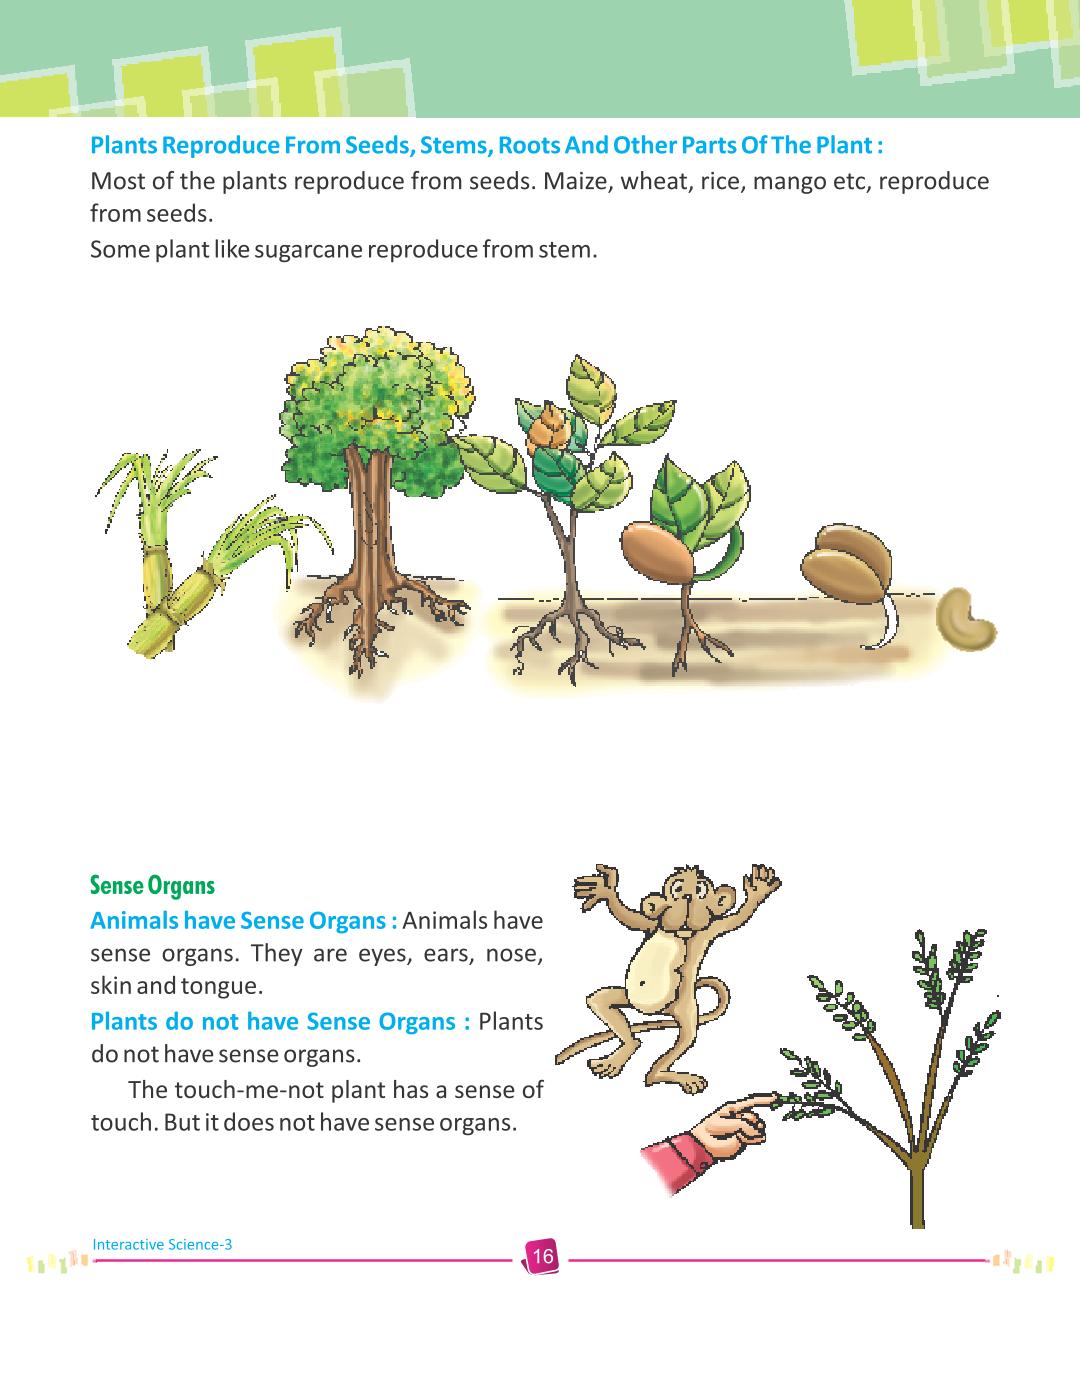 Plants Reproduce From Seeds, Stems, Roots And Other Parts Of The Plant :
Most of the plants reproduce from seeds. Maize, wheat, rice, mango etc, reproduce
from seeds.
Some plant like sugarcane reproduce from stem.
Sense Organs
Animals have Sense Organs : Animals have
sense organs. They are eyes, ears, nose,
skin and tongue.
Plants do not have Sense Organs : Plants
do not have sense organs.
The touch-me-not plant has a sense of
touch. But it does not have sense organs.
Interactive Science-3
16